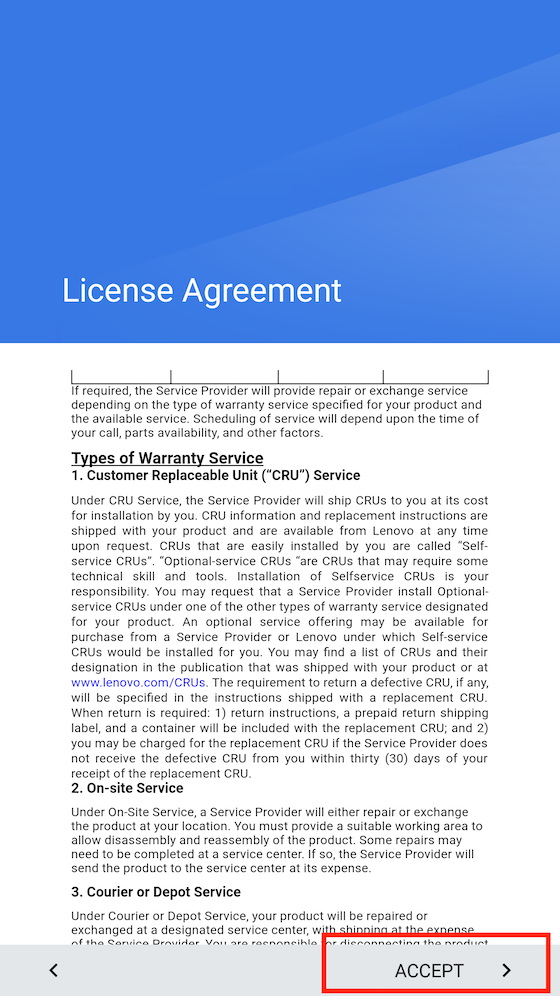 License Agreement
If required, the Service Provider will provide repair or exchange service
depending on the type of warranty service specified for your product and
the available service. Scheduling of service will depend upon the time of
your call, parts availability, and other factors.
Types of Warranty Service
1. Customer Replaceable Unit (“CRU”) Service
Under CRU Service, the Service Provider will ship CRUs to you at its cost
for installation by you. CRU information and replacement instructions are
shipped with your product and are available from Lenovo at any time
upon request. CRUs that are easily installed by you are called “Self-
service CRUs”. “Optional-service CRUs “are CRUs that may require some
technical skill and tools. Installation of Selfservice CRUs is your
responsibility. You may request that a Service Provider install Optional-
service CRUs under one of the other types of warranty service designated
for your product. An optional service offering may be available for
purchase from a Service Provider or Lenovo under which Self-service
CRUs would be installed for you. You may find a list of CRUs and their
designation in the publication that was shipped with your product or at
www.lenovo.com/CRUs. The requirement to return a defective CRU, if any,
will be specified in the instructions shipped with a replacement CRU.
When return is required: 1) return instructions, a prepaid return shipping
label, and a container will be included with the replacement CRU; and 2)
you may be charged for the replacement CRU if the Service Provider does
not receive the defective CRU from you within thirty (30) days of your
receipt of the replacement CRU.
2. On-site Service
Under On-Site Service, a Service Provider will either repair or exchange
the product at your location. You must provide a suitable working area to
allow disassembly and reassembly of the product. Some repairs may
need to be completed at a service center. If so, the Service Provider will
send the product to the service center at its expense.
3. Courier or Depot Service
Under Courier or Depot Service, your product will be repaired or
exchanged at a designated service center, with shipping at the expense
of the Service Provider. You are responsible for disconnecting the product
ACCEPT